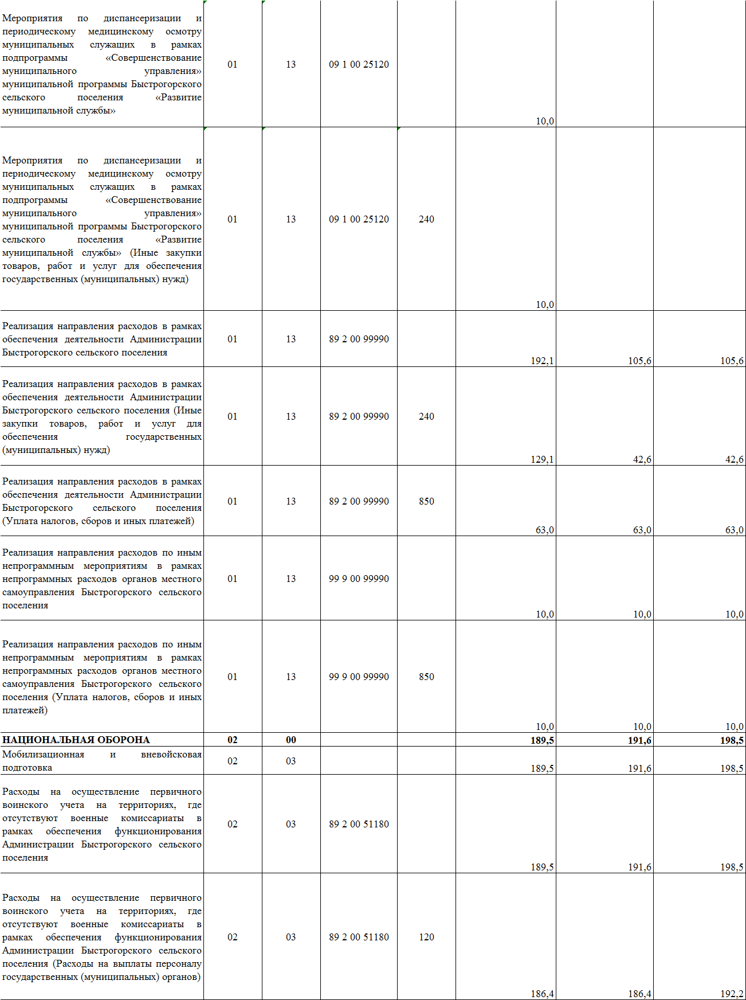 Мероприятия по диспансеризации и
периодическому медицинскому осмотру
муниципальных служащих в рамках
подпрограммы «Совершенствование
муниципального управления»
муниципальной программы Быстрогорского
сельского поселения «Развитие
муниципальной службы»
01 13 09 1 00 25120
10,0
Мероприятия по диспансеризации и
периодическому медицинскому осмотру
муниципальных служащих в рамках
подпрограммы «Совершенствование
муниципального управления»
муниципальной программы Быстрогорского
сельского поселения «Развитие
муниципальной службы» (Иные закупки
товаров, работ и услуг для обеспечения
государственных (муниципальных) нужд)
01 13 09 1 00 25120 240
10,0
Реализация направления расходов в рамках
обеспечения деятельности Администрации
Быстрогорского сельского поселения
01 13 89 2 00 99990
192,1 105,6 105,6
Реализация направления расходов в рамках
обеспечения деятельности Администрации
Быстрогорского сельского поселения (Иные
закупки товаров, работ и услуг для
обеспечения государственных
(муниципальных) нужд)
01 13 89 2 00 99990 240
129,1 42,6 42,6
Реализация направления расходов в рамках
обеспечения деятельности Администрации
Быстрогорского сельского поселения
(Уплата налогов, сборов и иных платежей)
01 13 89 2 00 99990 850
63,0 63,0 63,0
Реализация направления расходов по иным
непрограммным мероприятиям в рамках
непрограммных расходов органов местного
самоуправления Быстрогорского сельского
поселения
01 13 99 9 00 99990
10,0 10,0 10,0
Реализация направления расходов по иным
непрограммным мероприятиям в рамках
непрограммных расходов органов местного
самоуправления Быстрогорского сельского
поселения (Уплата налогов, сборов и иных
платежей)
01 13 99 9 00 99990 850
10,0 10,0 10,0
НАЦИОНАЛЬНАЯ ОБОРОНА 02 00 189,5 191,6 198,5
Мобилизационная и вневойсковая
подготовка
02 03
189,5 191,6 198,5
Расходы на осуществление первичного
воинского учета на территориях, где
отсутствуют военные комиссариаты в
рамках обеспечения функционирования
Администрации Быстрогорского сельского
поселения
02 03 89 2 00 51180
189,5 191,6 198,5
Расходы на осуществление первичного
воинского учета на территориях, где
отсутствуют военные комиссариаты в
рамках обеспечения функционирования
Администрации Быстрогорского сельского
поселения (Расходы на выплаты персоналу
государственных (муниципальных) органов)
02 03 89 2 00 51180 120
186,4 186,4 192,2